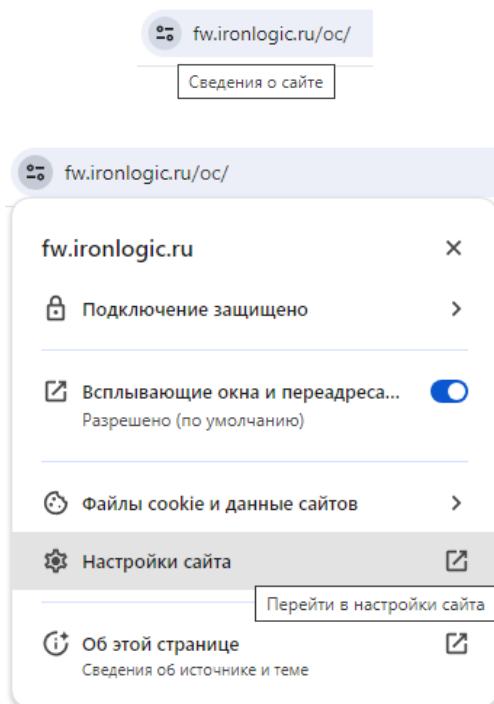 fw.ironlogic.ru/oc/
Сведения о сайте
fw.ironlogic.ru/oc/
fw.ironlogic.ru
Подключение защищено
Всплывающие окна и переадреса...
Разрешено (по умолчанию)
Файлы cookie и данные сайтов
Настройки сайта
Перейти в настройки сайта
Об этой странице
Сведения об источнике и теме